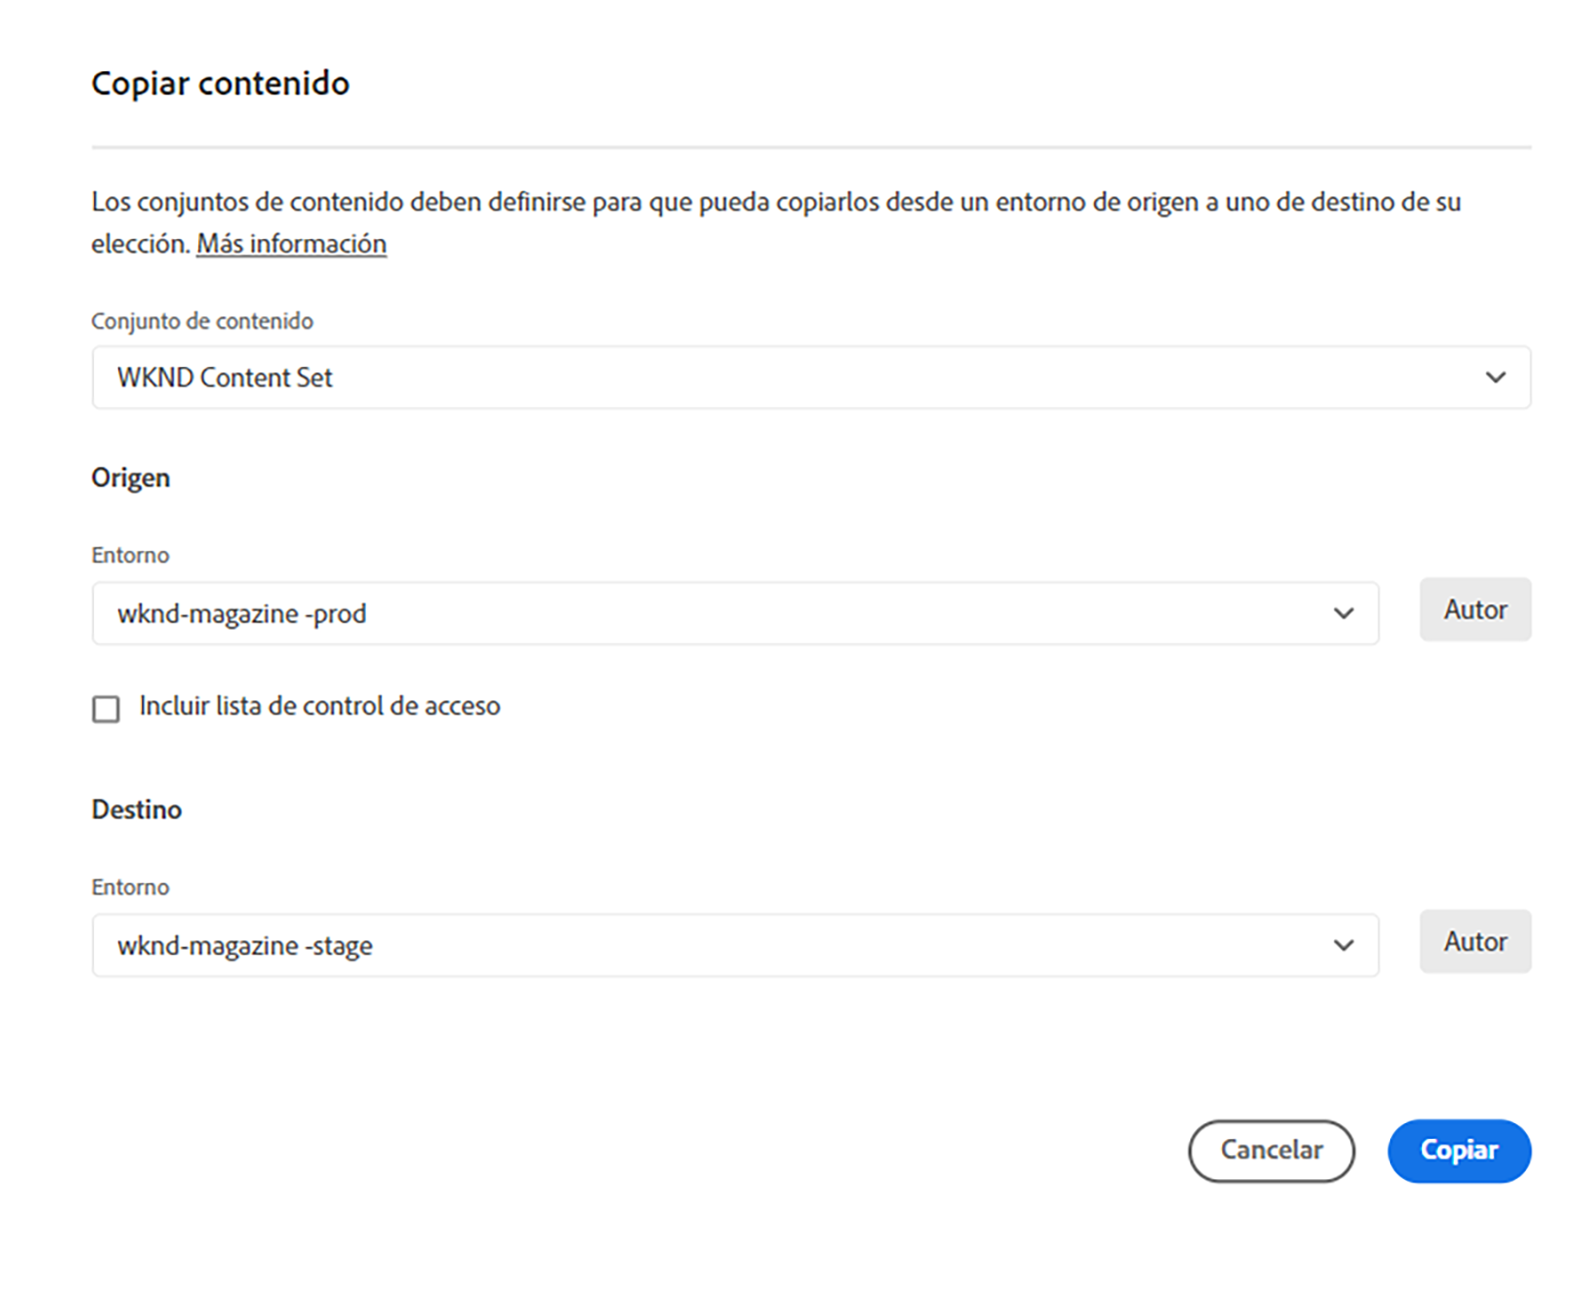 Copiar contenido
Los conjuntos de contenido deben definirse para que pueda copiarlos desde un entorno de origen a uno de destino de su
elección. Más información
Conjunto de contenido
WKND Content Set
Origen
Entorno
wknd-magazine -prod
Autor
Incluir lista de control de acceso
Destino
Entorno
wknd-magazine -stage
Autor
Cancelar
Copiar